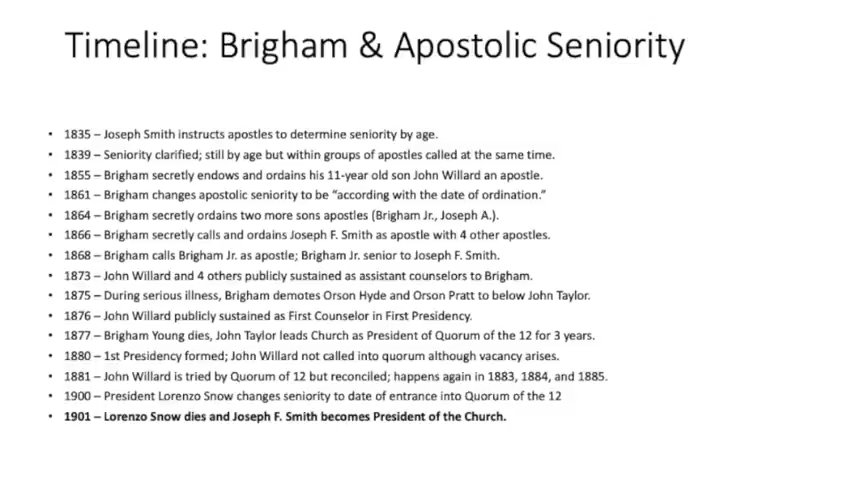 Timeline: Brigham & Apostolic Seniority
• 1835 – Joseph Smith instructs apostles to determine seniority by age.
• 1839 – Seniority clarified; still by age but within groups of apostles called at the same time.
• 1855 – Brigham secretly endows and ordains his 11-year old son John Willard an apostle.
• 1861 – Brigham changes apostolic seniority to be "according with the date of ordination."
• 1864 – Brigham secretly ordains two more sons apostles (Brigham Jr., Joseph A.).
• 1866 – Brigham secretly calls and ordains Joseph F. Smith as apostle with 4 other apostles.
• 1868 – Brigham calls Brigham Jr. as apostle; Brigham Jr. senior to Joseph F. Smith.
• 1873 – John Willard and 4 others publicly sustained as assistant counselors to Brigham.
• 1875 – During serious illness, Brigham demotes Orson Hyde and Orson Pratt to below John Taylor.
• 1876 – John Willard publicly sustained as First Counselor in First Presidency.
• 1877 – Brigham Young dies, John Taylor leads Church as President of Quorum of the 12 for 3 years.
• 1880 – 1st Presidency formed; John Willard not called into quorum although vacancy arises.
• 1881 – John Willard is tried by Quorum of 12 but reconciled; happens again in 1883, 1884, and 1885.
• 1900 – President Lorenzo Snow changes seniority to date of entrance into Quorum of the 12
• 1901 – Lorenzo Snow dies and Joseph F. Smith becomes President of the Church.